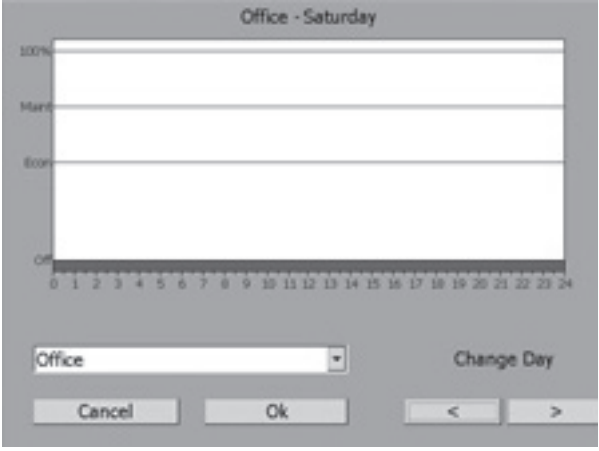 Office - Saturday
100%
Maint
Econ
Off
0 1 2 3 4 5 6 7 8 9 10 11 12 13 14 15 16 17 18 19 20 21 22 23 24
Office
Change Day
Cancel Ok < >